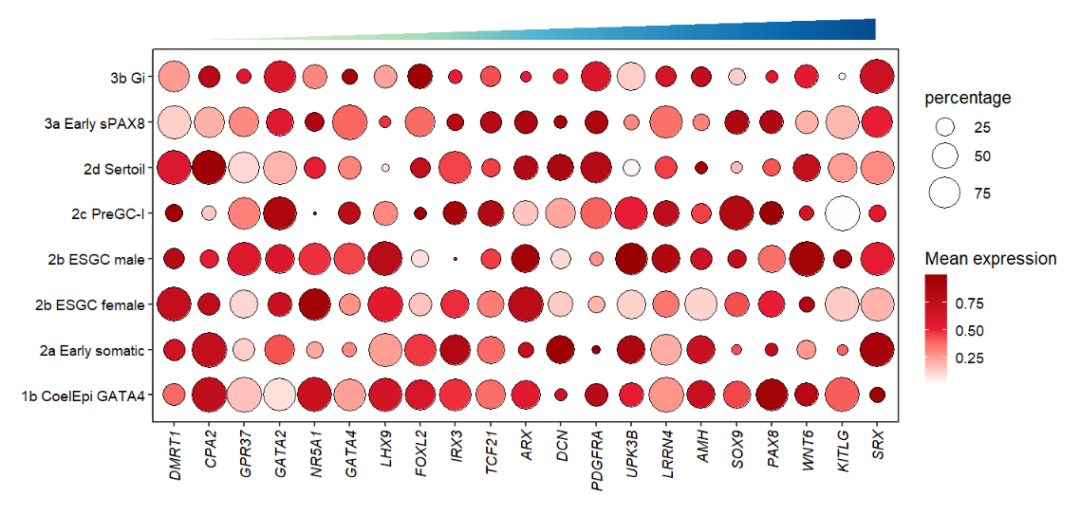 3b Gi
3a Early sPAX8
2d Sertoil
2c PreGC-I
2b ESGC male
2b ESGC female
2a Early somatic
1b CoelEpi GATA4
DMRT1
CPA2
GPR37
GATA2
NR5A1
GATA4
LHX9
FOXL2
IRX3
TCF21
ARX
DCN
PDGFRA
UPK3B
LRRN4
AMH
SOX9
PAX8
WNT6
KITLG
SRX
percentage
25
50
75
Mean expression
0.75
0.50
0.25